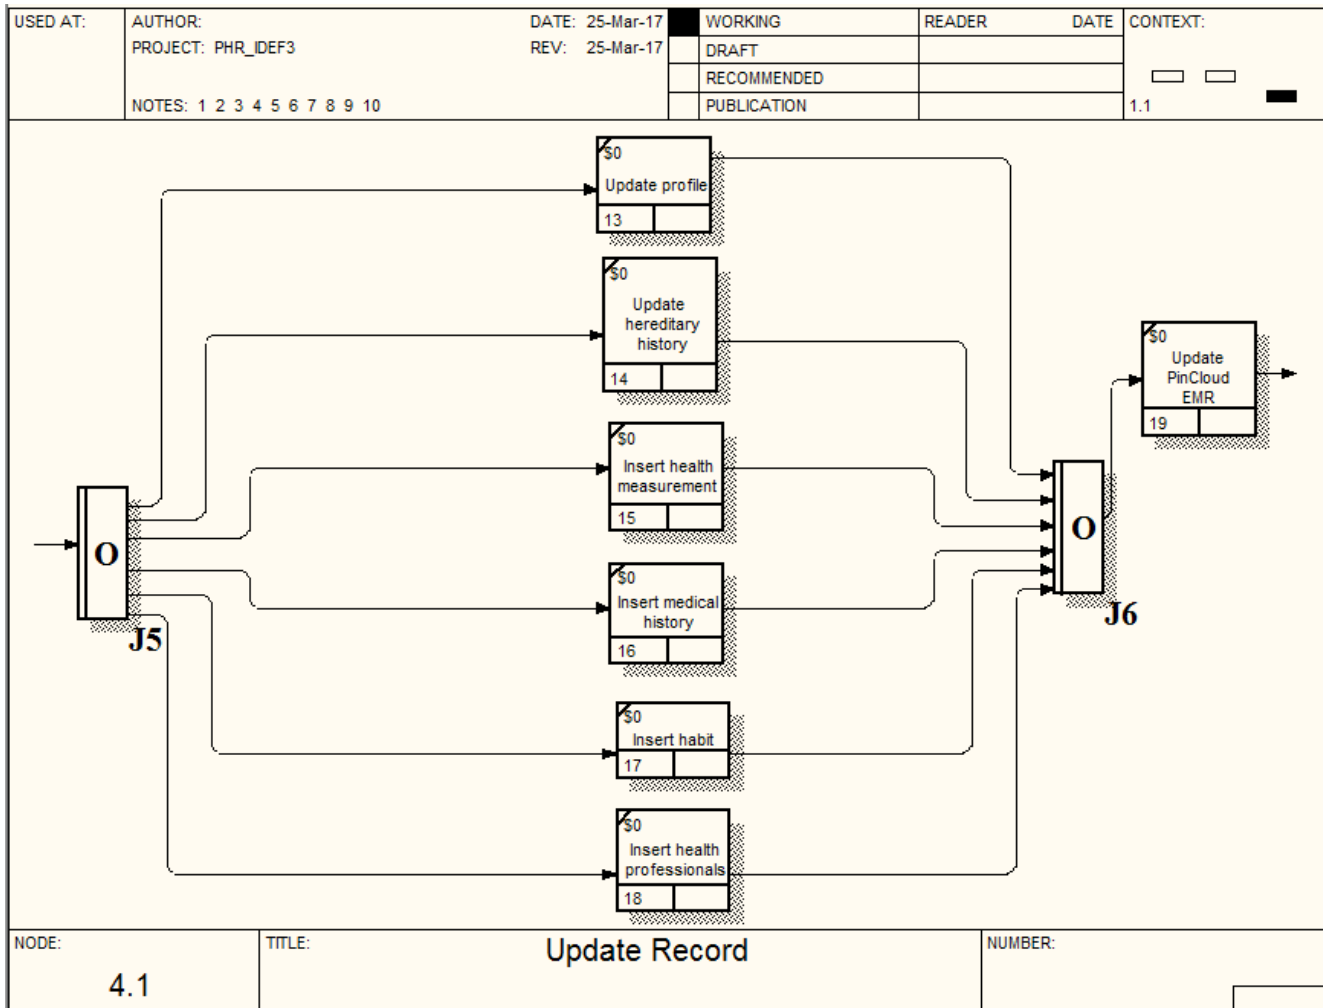 USED AT:
AUTHOR:
DATE: 25-Mar-17
PROJECT: PHR_IDEF3
REV: 25-Mar-17
NOTES: 1 2 3 4 5 6 7 8 9 10
WORKING
DRAFT
RECOMMENDED
PUBLICATION
READER
DATE
CONTEXT:
1.1
$0
Update profile
13
$0
Update
hereditary
history
14
$0
Update
PinCloud
EMR
19
$0
Insert health
measurement
15
O
J5
O
J6
$0
Insert medical
history
16
$0
Insert habit
17
$0
Insert health
professionals
18
NODE:
4.1
TITLE:
Update Record
NUMBER: